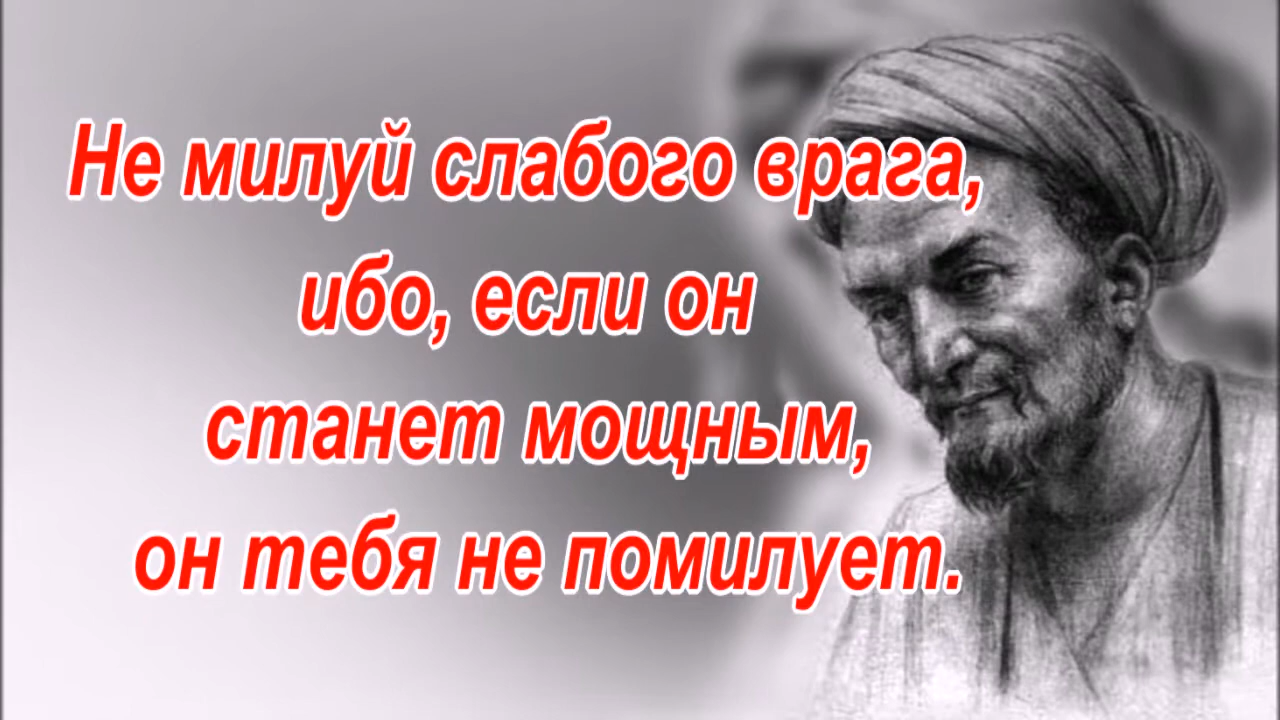 Не милуй слабого врага,
ибо, если он
станет мощным,
он тебя не помилует.